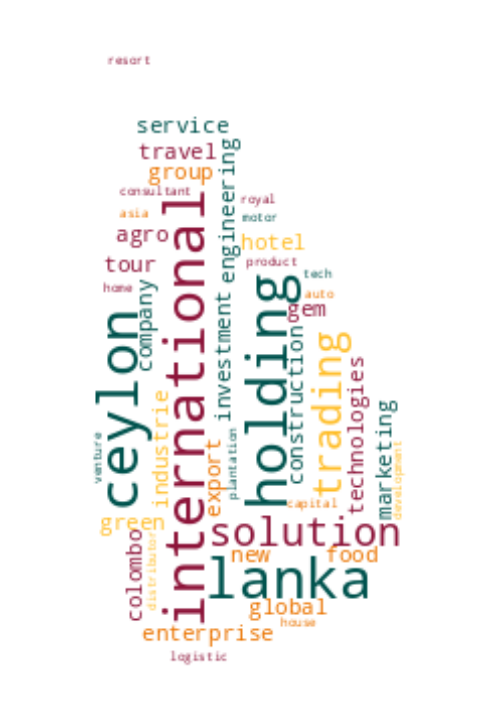 resort
service
travel
group
engineering
consultant
international
royal
asia
motor
agro
hotel
tour
product
tech
home
company
holding
auto
gem
ceylon
investment
construction
trading
technologies
industrie
marketing
venture
plantation
export
development
capital
green
solution
colombo
distributor
new
food
lanka
global
house
enterprise
logistic